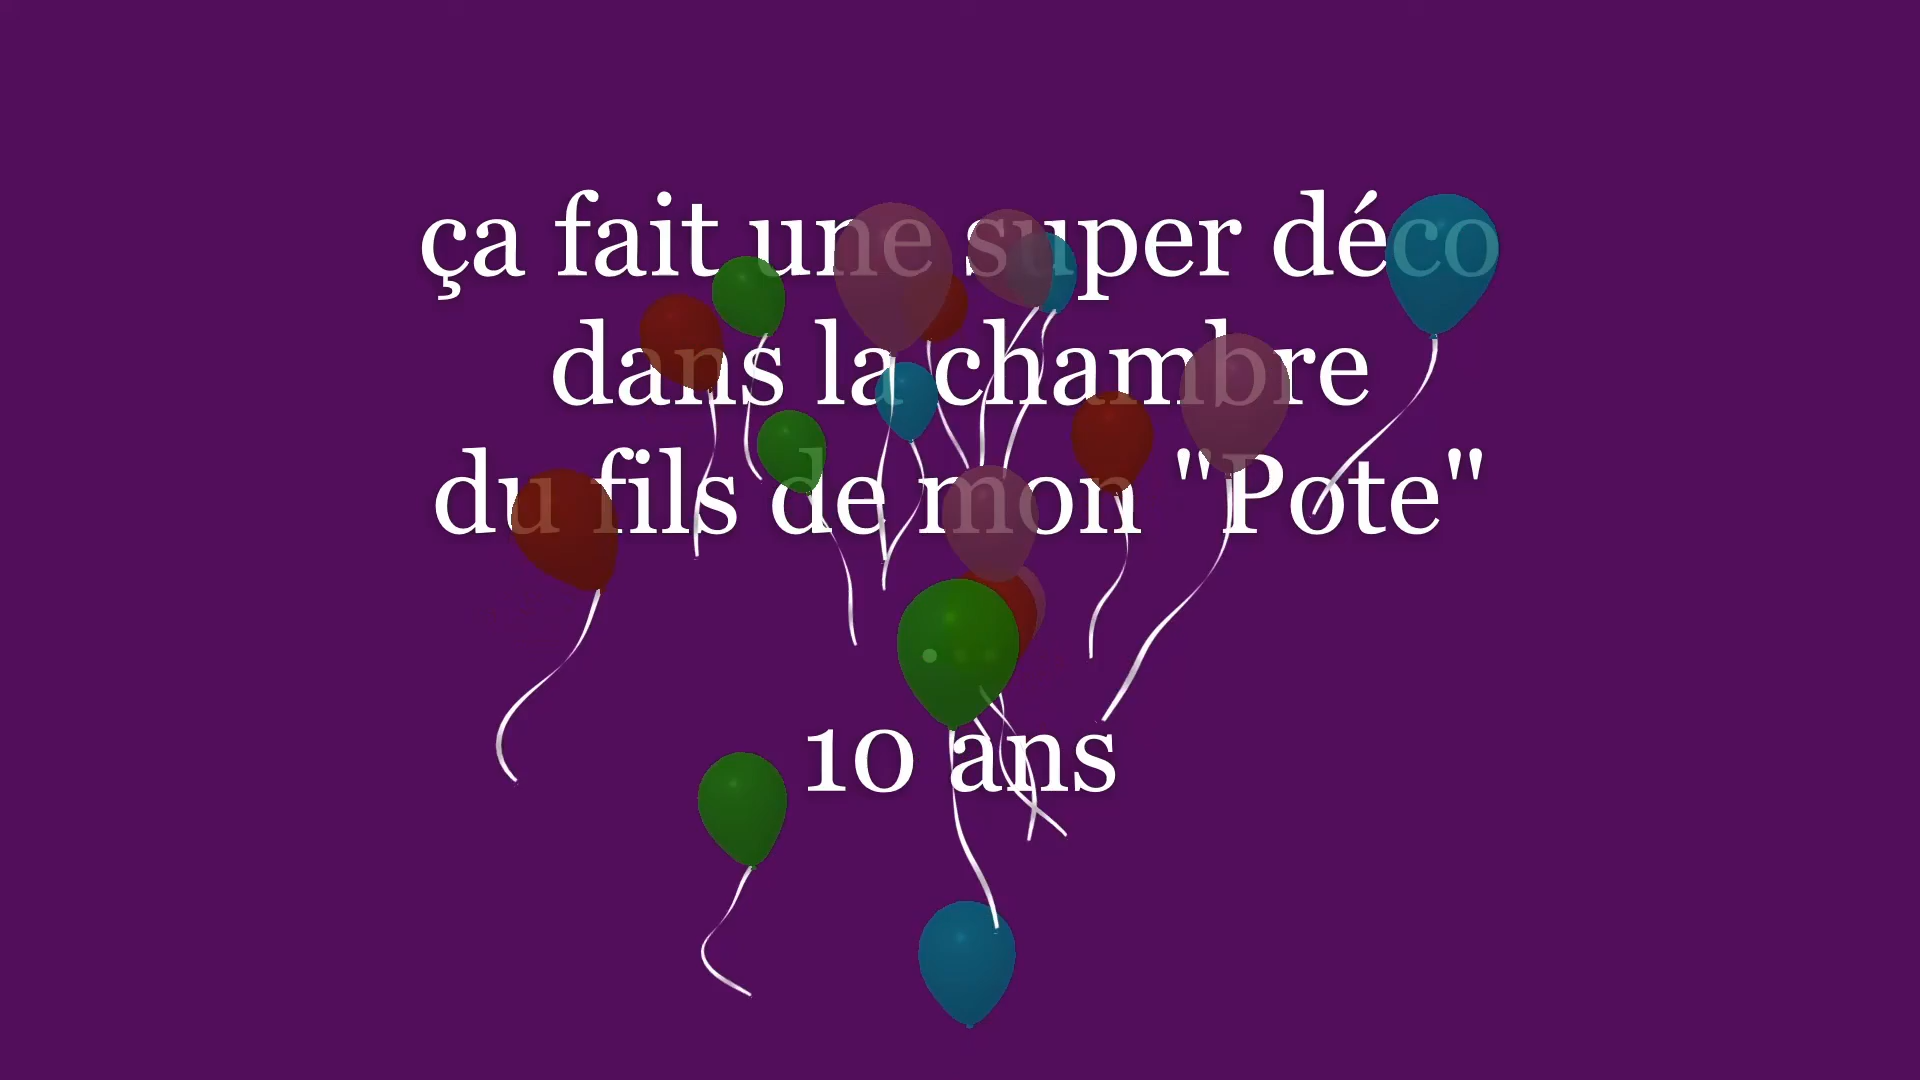 ça fait une super déco
dans la chambre
du fils de mon "Pote"
10 ans